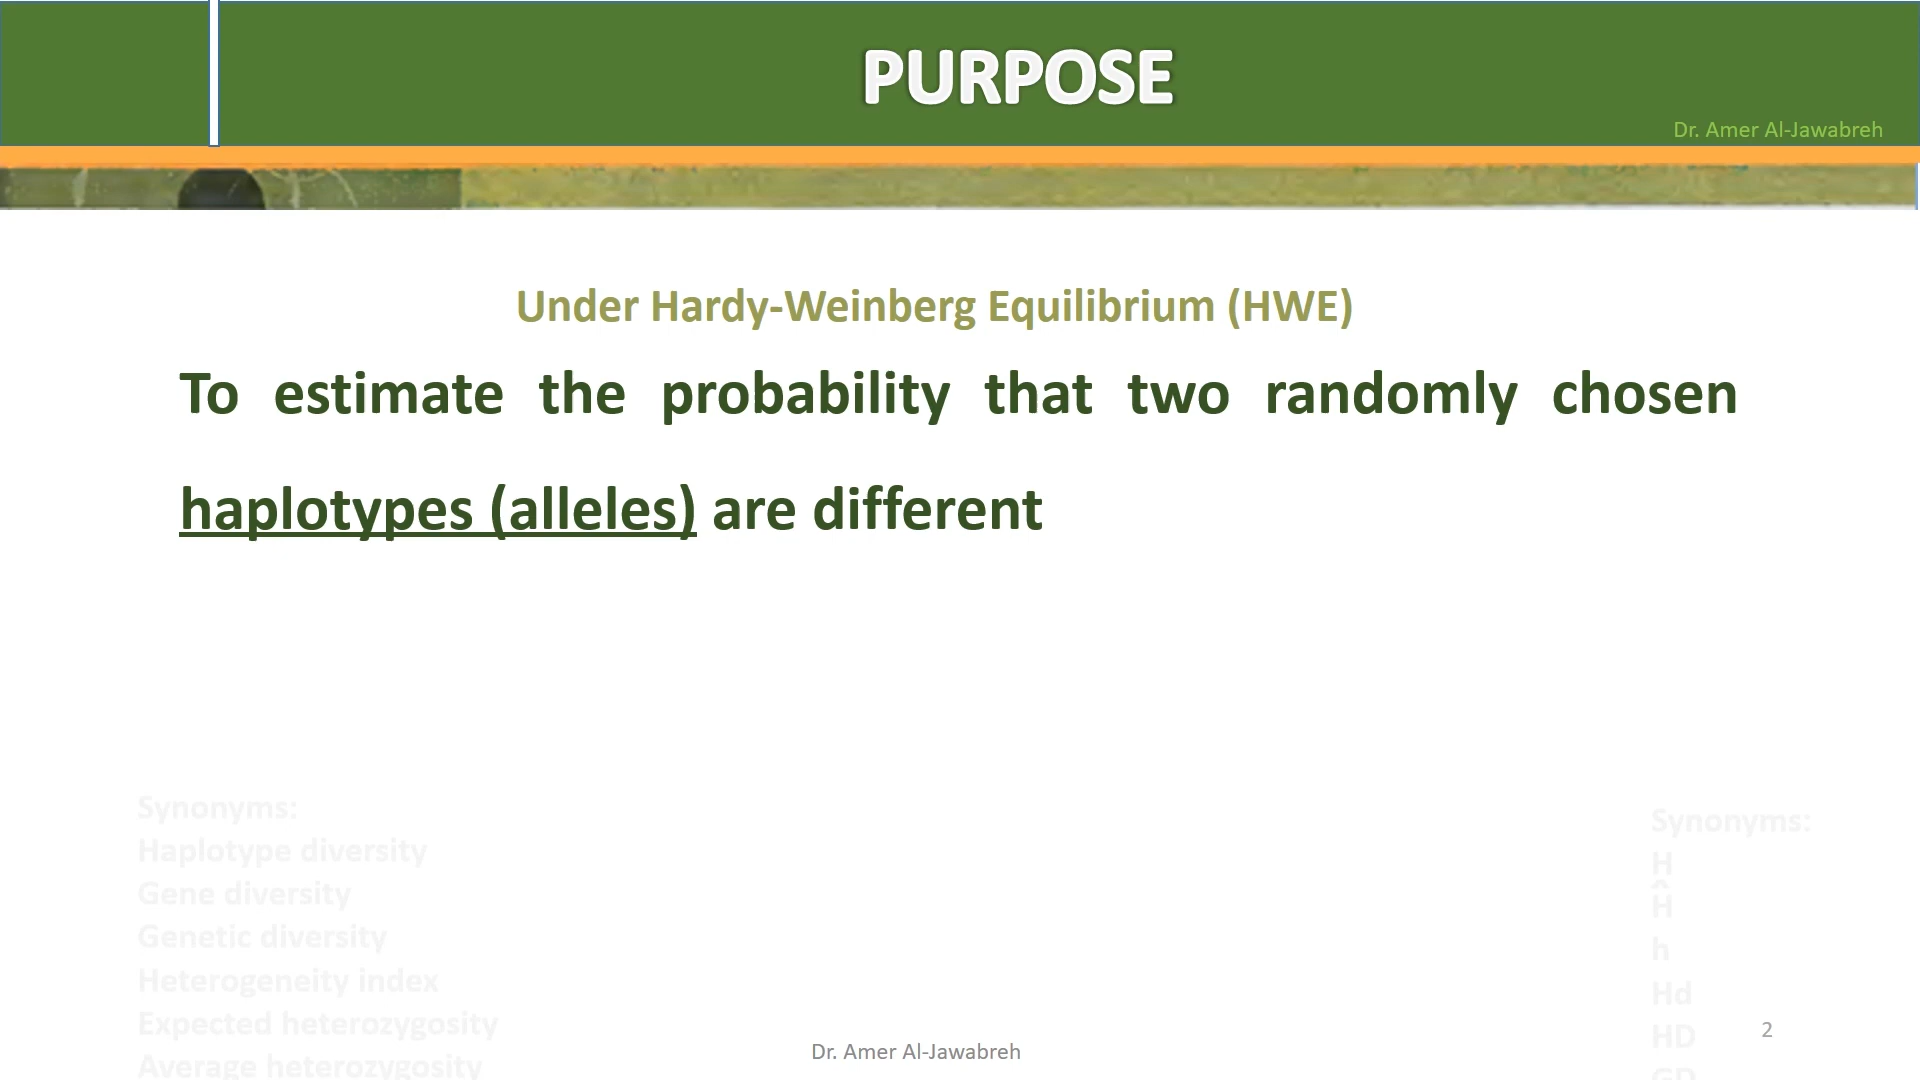 PURPOSE
Dr. Amer Al-Jawabreh
Under Hardy-Weinberg Equilibrium (HWE)
To estimate the probability that two randomly chosen
haplotypes (alleles) are different
Synonyms:
Haplotype diversity
Gene diversity
Genetic diversity
Heterogeneity index
Expected heterozygosity
Average heterozygosity
Synonyms:
H
Ĥ
h
Hd
HD
GD
2
Dr. Amer Al-Jawabreh